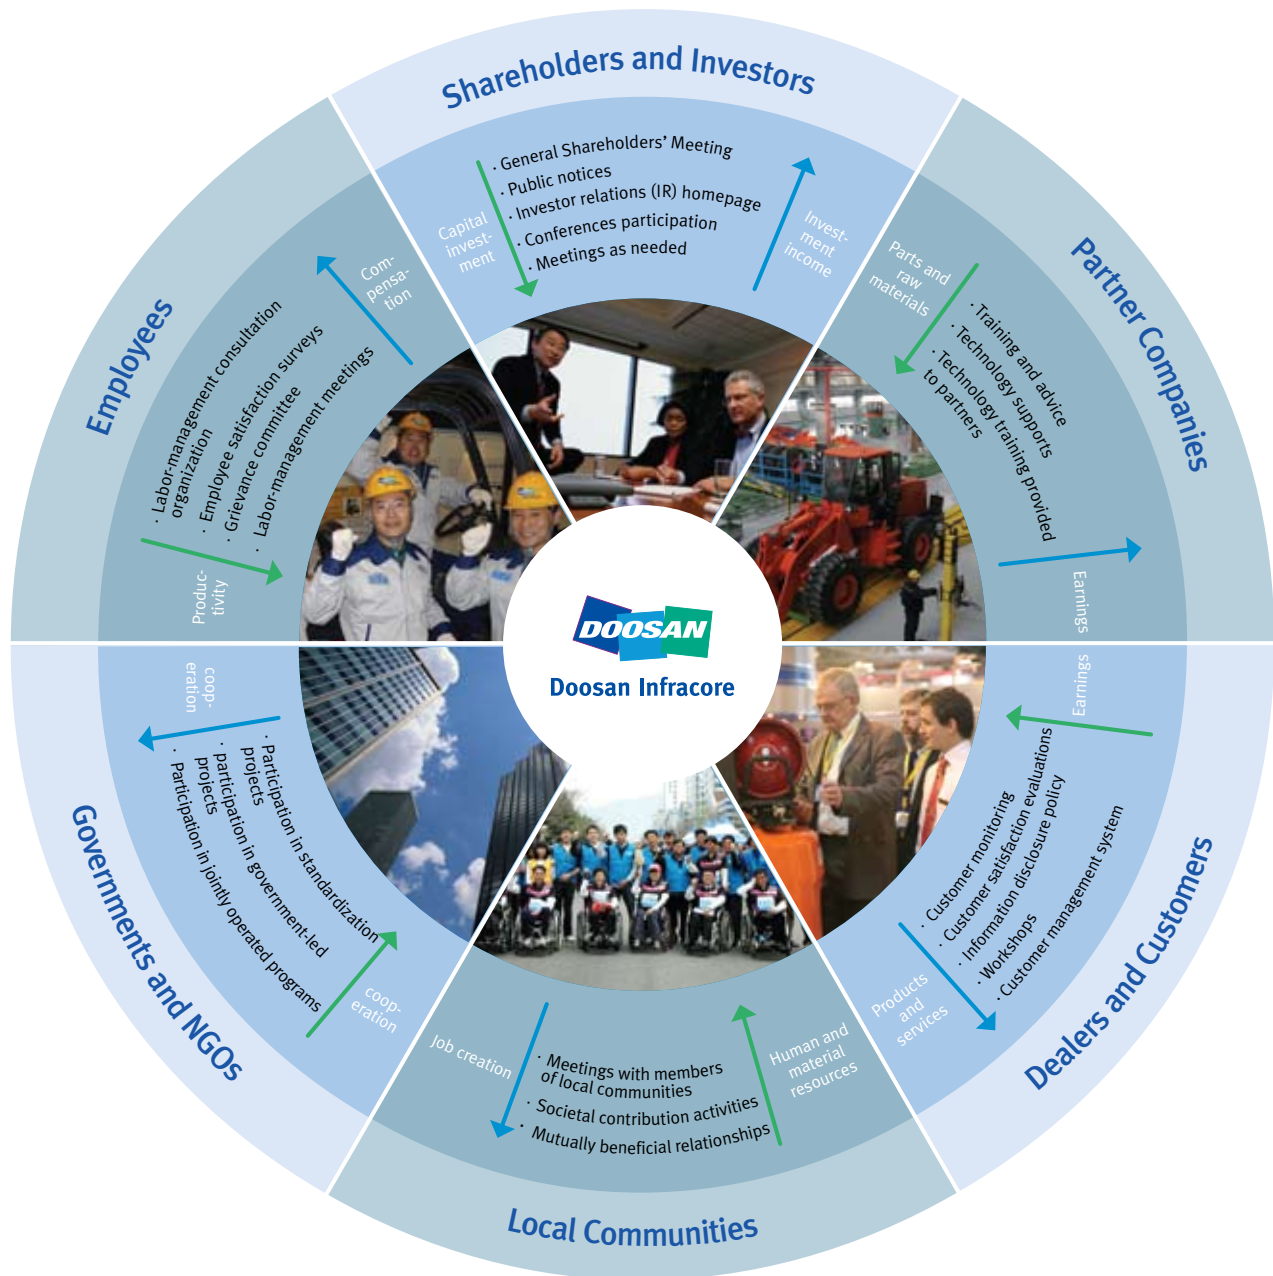 Shareholders and Investors
Capital
invest-
ment
· General Shareholders’ Meeting
· Public notices
· Investor relations (IR) homepage
· Conferences participation
· Meetings as needed
Invest-
ment
income
Partner Companies
Parts and
raw
materials
· Training and advice
· Technology supports
· Technology training provided
to partners
Earnings
Dealers and Customers
Earnings
· Customer monitoring
· Customer satisfaction evaluations
· Information disclosure policy
· Workshops
· Customer management system
Products
and
services
Local Communities
Human and
material
resources
· Meetings with members
of local communities
· Societal contribution activities
· Mutually beneficial relationships
Job creation
Governments and NGOs
coop-
eration
· Participation in standardization
projects
· participation in government-led
projects
· Participation in jointly operated programs
coop-
eration
Employees
Com-
pensa-
tion
· Labor-management consultation
organization
· Employee satisfaction surveys
· Grievance committee
· Labor-management meetings
Produc-
tivity
DOOSAN
Doosan Infracore